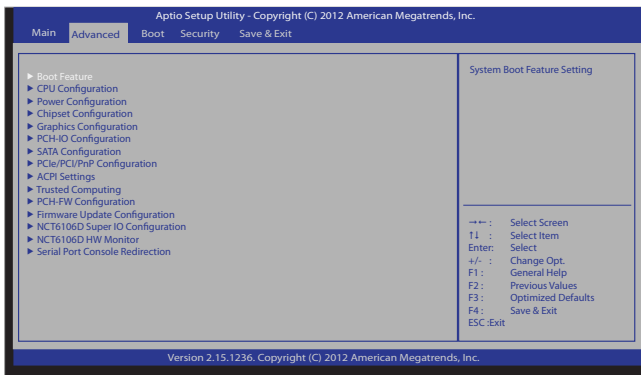 Aptio Setup Utility - Copyright (C) 2012 American Megatrends, Inc.
Main Advanced Boot Security Save & Exit
▶ Boot Feature
▶ CPU Configuration
▶ Power Configuration
▶ Chipset Configuration
▶ Graphics Configuration
▶ PCH-IO Configuration
▶ SATA Configuration
▶ PCIe/PCI/PnP Configuration
▶ ACPI Settings
▶ Trusted Computing
▶ PCH-FW Configuration
▶ Firmware Update Configuration
▶ NCT6106D Super IO Configuration
▶ NCT6106D HW Monitor
▶ Serial Port Console Redirection
System Boot Feature Setting
→← : Select Screen
↑↓ : Select Item
Enter: Select
+/- : Change Opt.
F1 : General Help
F2 : Previous Values
F3 : Optimized Defaults
F4 : Save & Exit
ESC :Exit
Version 2.15.1236. Copyright (C) 2012 American Megatrends, Inc.